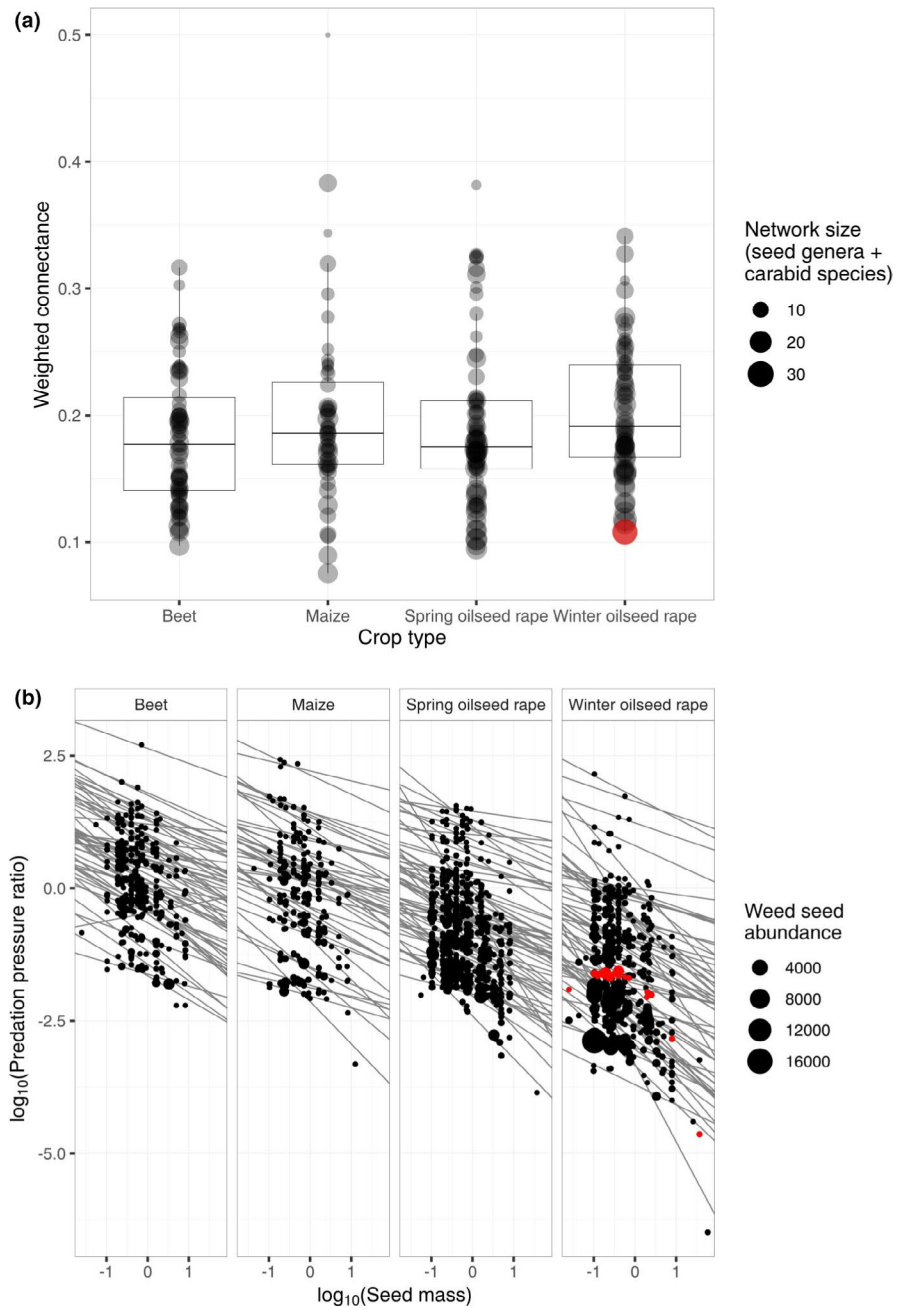 (a)
0.5
0.4
0.3
0.2
0.1
Weighted connectance
Beet Maize Spring oilseed rape Winter oilseed rape
Crop type
Network size
(seed genera +
carabid species)
10
20
30
(b)
Beet Maize Spring oilseed rape Winter oilseed rape
2.5
0.0
-2.5
-5.0
log10(Predation pressure ratio)
-1 0 1 -1 0 1 -1 0 1 -1 0 1
log10(Seed mass)
Weed seed
abundance
4000
8000
12000
16000